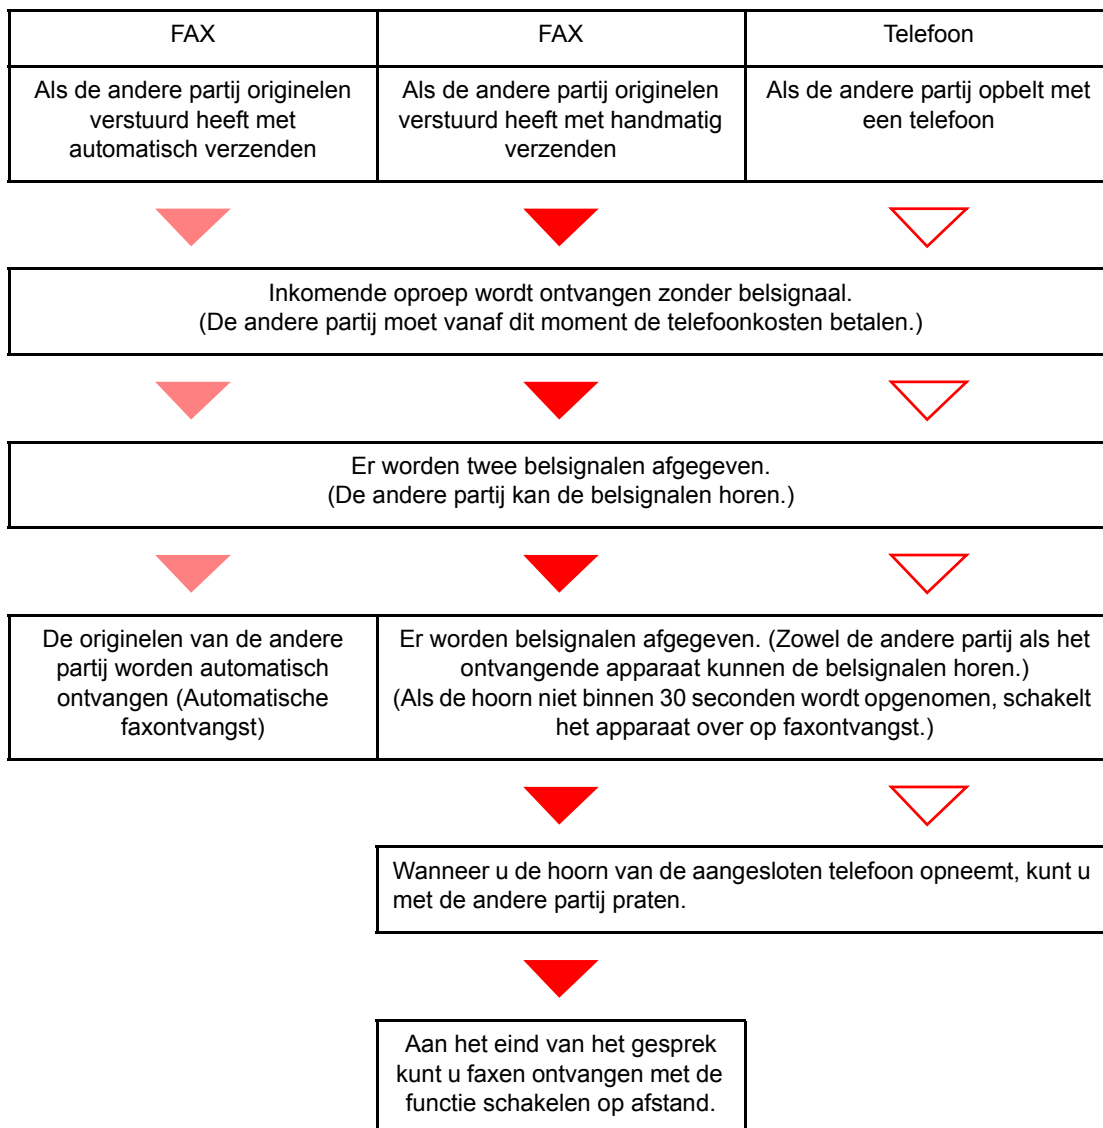 FAX
FAX
Telefoon
Als de andere partij originelen
verstuurd heeft met
automatisch verzenden
Als de andere partij originelen
verstuurd heeft met handmatig
verzenden
Als de andere partij opbelt met
een telefoon
Inkomende oproep wordt ontvangen zonder belsignaal.
(De andere partij moet vanaf dit moment de telefoonkosten betalen.)
Er worden twee belsignalen afgegeven.
(De andere partij kan de belsignalen horen.)
De originelen van de andere
partij worden automatisch
ontvangen (Automatische
faxontvangst)
Er worden belsignalen afgegeven. (Zowel de andere partij als het
ontvangende apparaat kunnen de belsignalen horen.)
(Als de hoorn niet binnen 30 seconden wordt opgenomen, schakelt
het apparaat over op faxontvangst.)
Wanneer u de hoorn van de aangesloten telefoon opneemt, kunt u
met de andere partij praten.
Aan het eind van het gesprek
kunt u faxen ontvangen met de
functie schakelen op afstand.